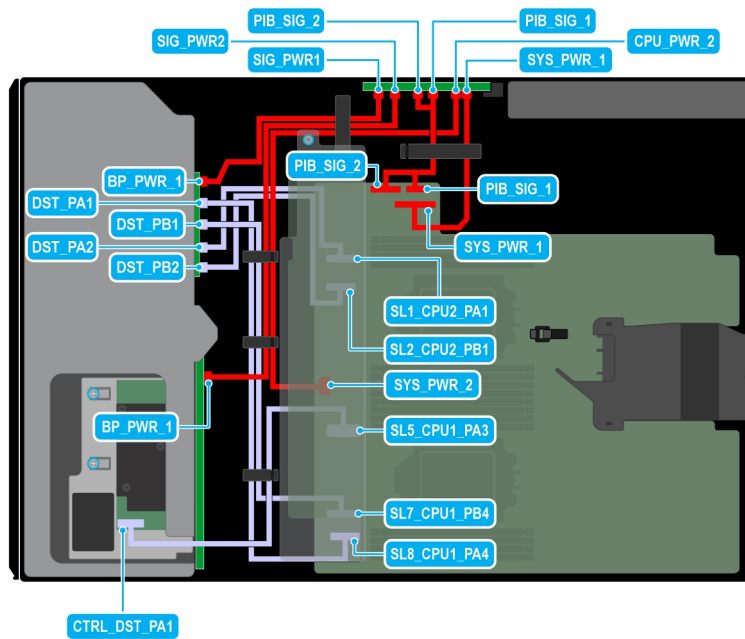 PIB_SIG_2
PIB_SIG_1
SIG_PWR2
CPU_PWR_2
SIG_PWR1
SYS_PWR_1
PIB_SIG_2
BP_PWR_1
PIB_SIG_1
DST_PA1
DST_PB1
DST_PA2
SYS_PWR_1
DST_PB2
SL1_CPU2_PA1
SL2_CPU2_PB1
SYS_PWR_2
BP_PWR_1
SL5_CPU1_PA3
SL7_CPU1_PB4
SL8_CPU1_PA4
CTRL_DST_PA1